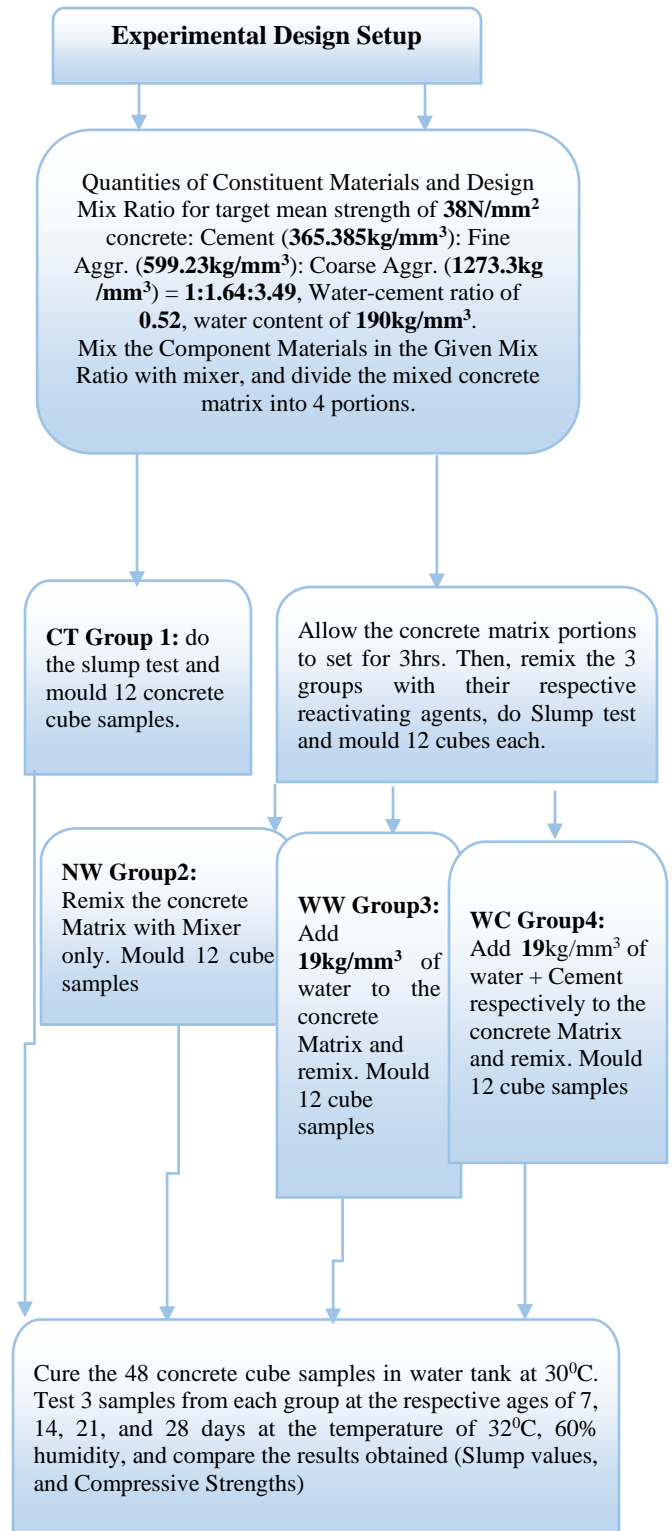 Experimental Design Setup
Quantities of Constituent Materials and Design
Mix Ratio for target mean strength of 38N/mm²
concrete: Cement (365.385kg/mm³): Fine
Aggr. (599.23kg/mm³): Coarse Aggr. (1273.3kg
/mm³) = 1:1.64:3.49, Water-cement ratio of
0.52, water content of 190kg/mm³.
Mix the Component Materials in the Given Mix
Ratio with mixer, and divide the mixed concrete
matrix into 4 portions.
CT Group 1: do
the slump test and
mould 12 concrete
cube samples.
Allow the concrete matrix portions
to set for 3hrs. Then, remix the 3
groups with their respective
reactivating agents, do Slump test
and mould 12 cubes each.
NW Group2:
Remix the concrete
Matrix with Mixer
only. Mould 12 cube
samples
WW Group3:
Add
19kg/mm³ of
water to the
concrete
Matrix and
remix. Mould
12 cube
samples
WC Group4:
Add 19kg/mm³ of
water + Cement
respectively to the
concrete Matrix
and remix. Mould
12 cube samples
Cure the 48 concrete cube samples in water tank at 30⁰C.
Test 3 samples from each group at the respective ages of 7,
14, 21, and 28 days at the temperature of 32⁰C, 60%
humidity, and compare the results obtained (Slump values,
and Compressive Strengths)